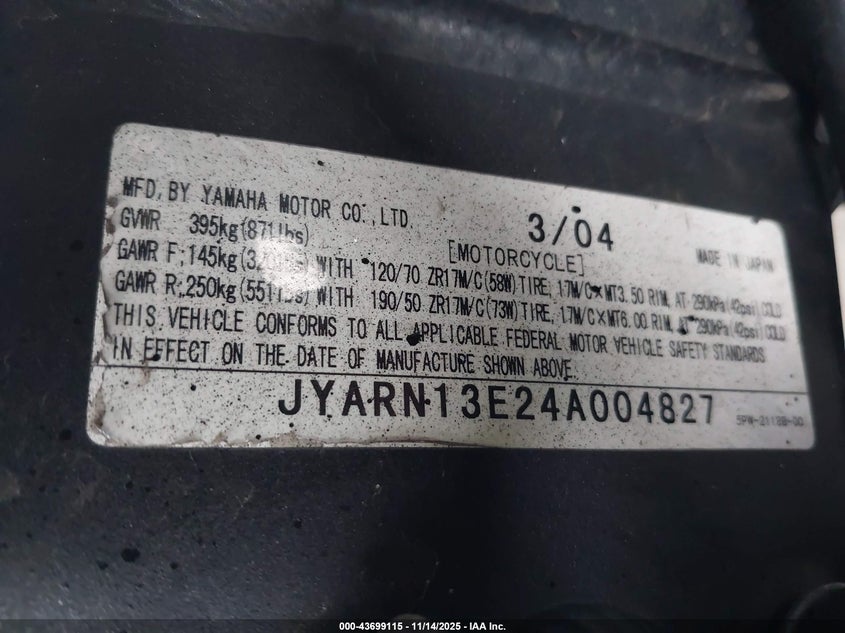 MFD. BY YAMAHA MOTOR CO., LTD. 3/04
GVWR 395kg(871lbs) [MOTORCYCLE] MADE IN JAPAN
GAWR F: 145kg( WITH 120/70 ZR17M/C(58W)TIRE, 17M/C×MT3.50 RIM, AT 290kPa(42psi)COLD
GAWR R: 250kg(551lbs)WITH 190/50 ZR17M/C(73W)TIRE, 17M/C×MT6.00 RIM, AT 290kPa(42psi)COLD
THIS VEHICLE CONFORMS TO ALL APPLICABLE FEDERAL MOTOR VEHICLE SAFETY STANDARDS
IN EFFECT ON THE DATE OF MANUFACTURE SHOWN ABOVE.
JYARN13E24A004827
000-43699115 - 11/14/2025 - IAA Inc.